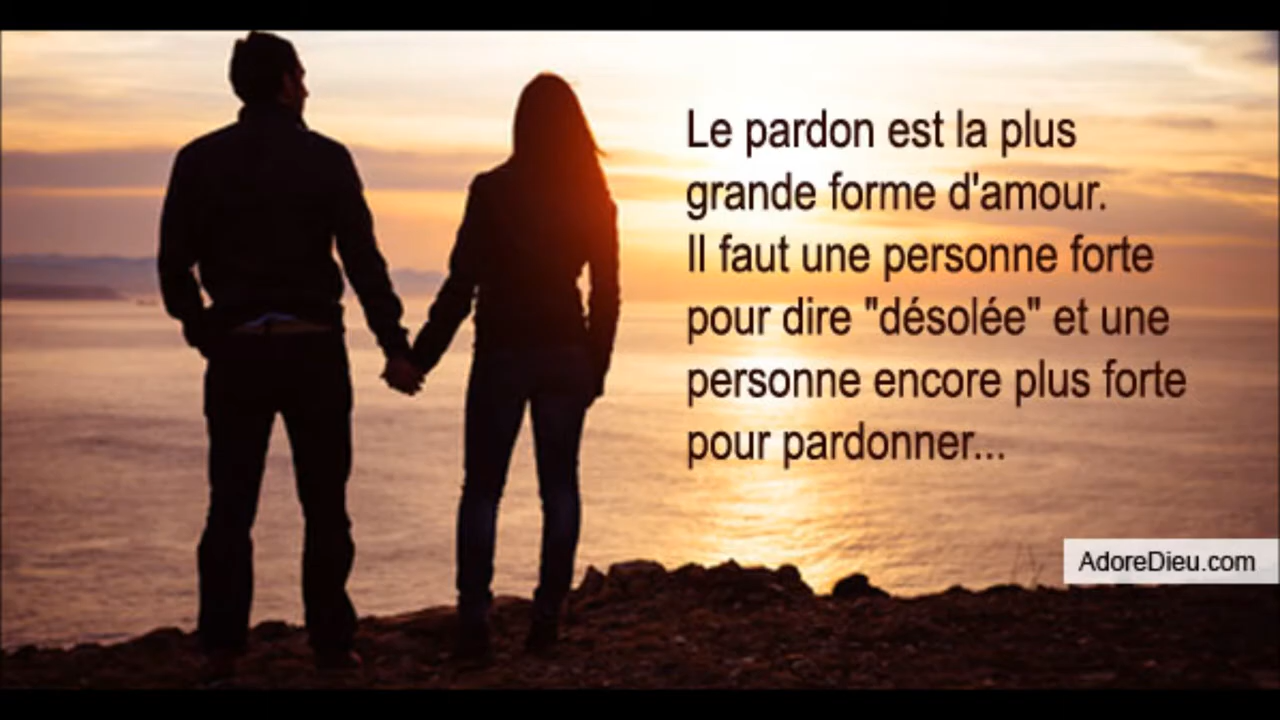 Le pardon est la plus
grande forme d'amour.
Il faut une personne forte
pour dire "désolée" et une
personne encore plus forte
pour pardonner...
AdoreDieu.com